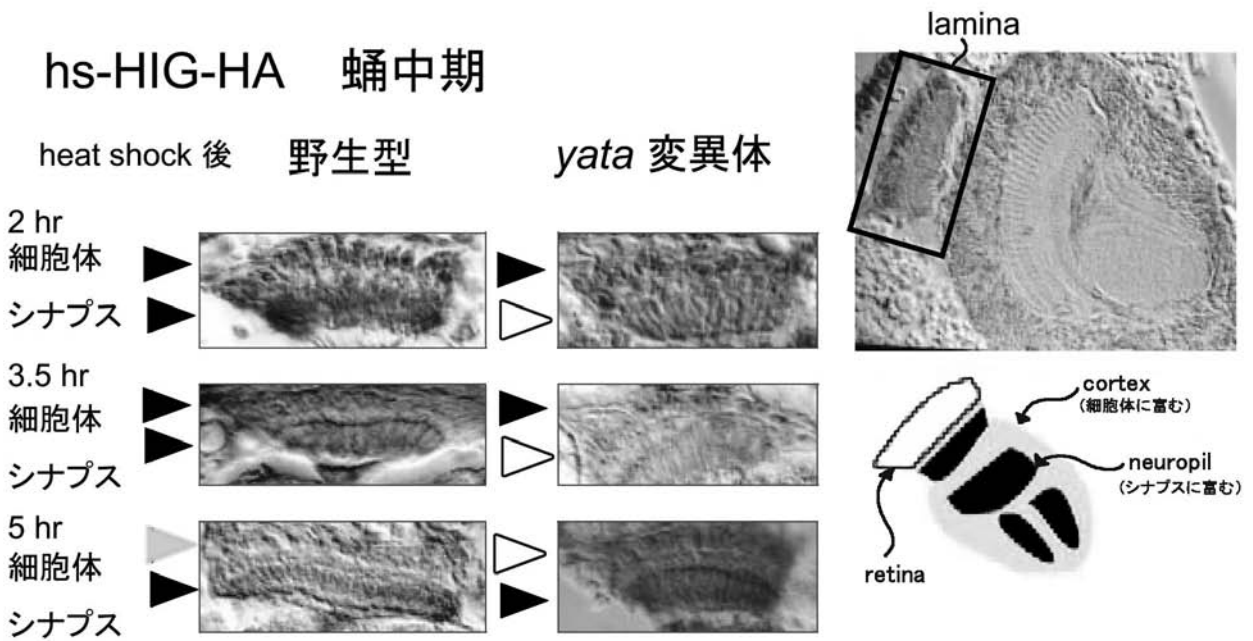 hs-HIG-HA 蛹中期
heat shock 後 野生型 yata 変異体
2 hr
細胞体
シナプス
3.5 hr
細胞体
シナプス
5 hr
細胞体
シナプス
lamina
cortex
(細胞体に富む)
neuropil
(シナプスに富む)
retina